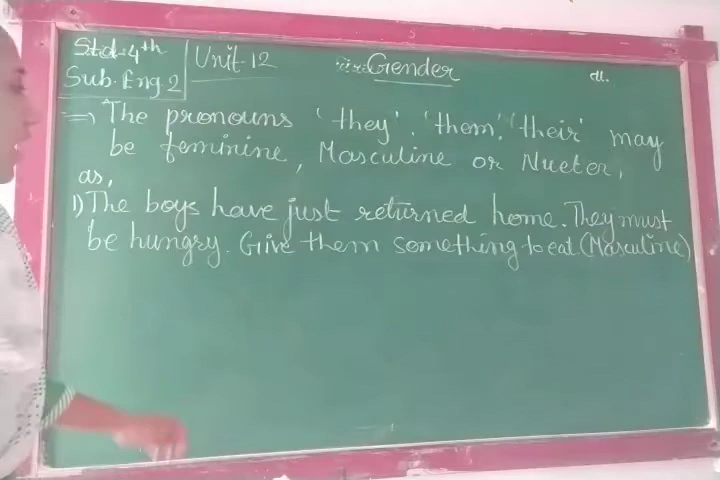 Std-4th
Sub-Eng.2
Unit-12
Gender
=> The pronouns 'they', 'them', 'their' may
be feminine, Masculine or Nueter,
as,
1) The boys have just returned home. They must
be hungry. Give them something to eat. (Masculine)